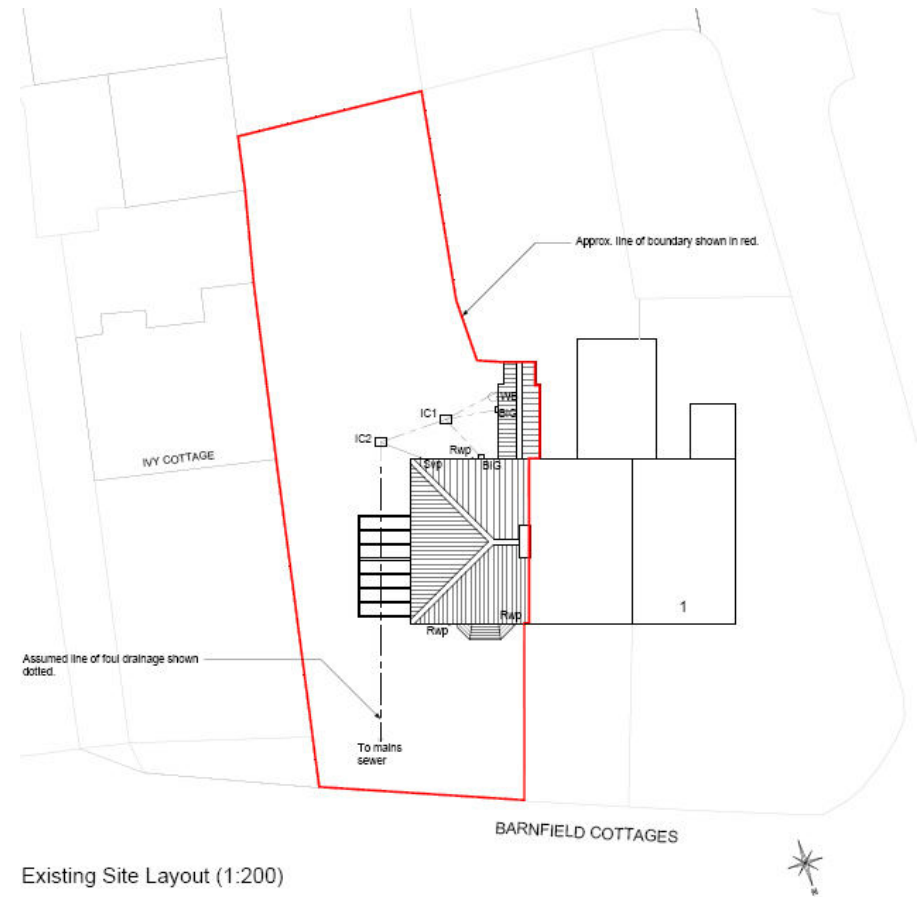 Approx. line of boundary shown in red.
WB
IC1
BIG
IC2
Rwp
IVY COTTAGE
Svp
BIG
1
Rwp
Rwp
Assumed line of foul drainage shown
dotted.
To mains
sewer
BARNFIELD COTTAGES
Existing Site Layout (1:200)
N